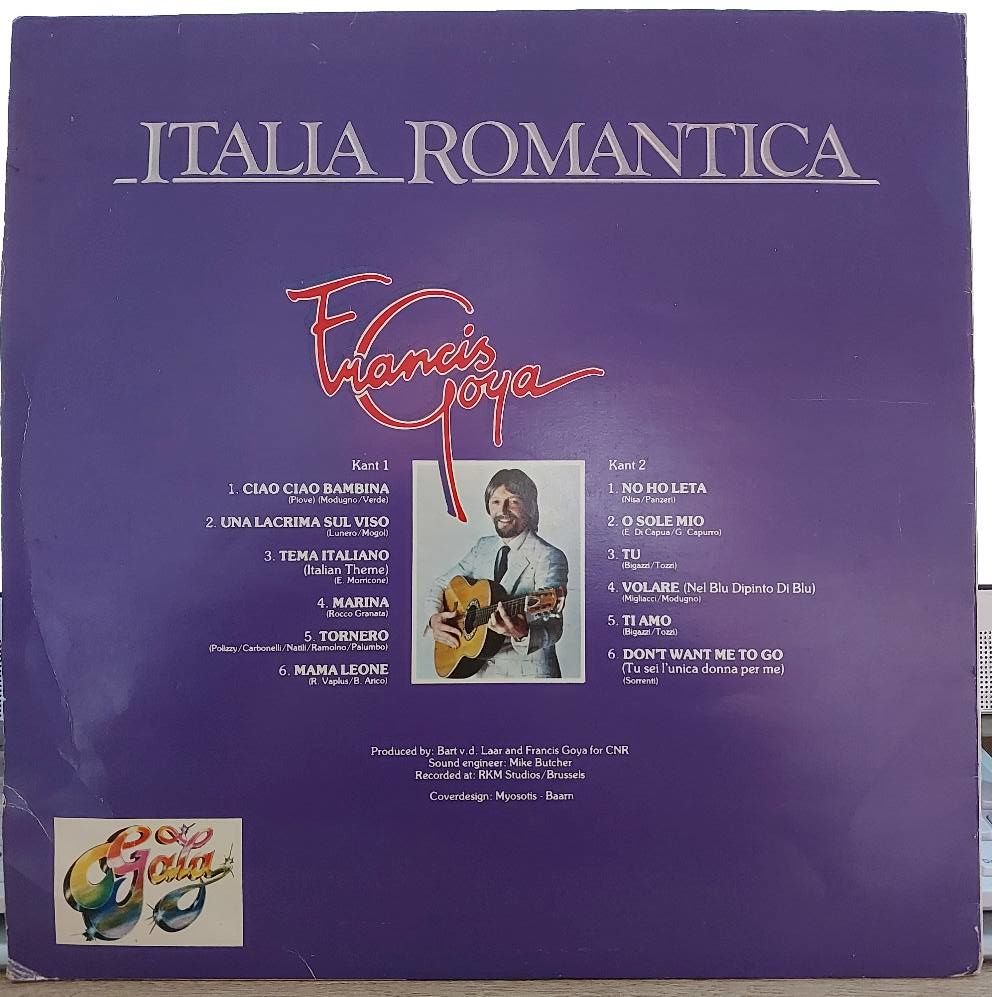 ITALIA ROMANTICA
Francis
Goya
Kant 1
1. CIAO CIAO BAMBINA
(Piove) (Modugno/Verde)
2. UNA LACRIMA SUL VISO
(Lunero/Mogol)
3. TEMA ITALIANO
(Italian Theme)
(E. Morricone)
4. MARINA
(Rocco Granata)
5. TORNERO
(Polizzy/Carbonelli/Natili/Ramoino/Palumbo)
6. MAMA LEONE
(R. Vaplus/B. Arico)
Kant 2
1. NO HO LETA
(Nisa/Panzeri)
2. O SOLE MIO
(E. Di Capua/G. Capurro)
3. TU
(Bigazzi/Tozzi)
4. VOLARE (Nel Blu Dipinto Di Blu)
(Migliacci/Modugno)
5. TI AMO
(Bigazzi/Tozzi)
6. DON'T WANT ME TO GO
(Tu sei l'unica donna per me)
(Sorrenti)
Produced by: Bart v.d. Laar and Francis Goya for CNR
Sound engineer: Mike Butcher
Recorded at: RKM Studios/Brussels
Coverdesign: Myosotis - Baarn
Gaia